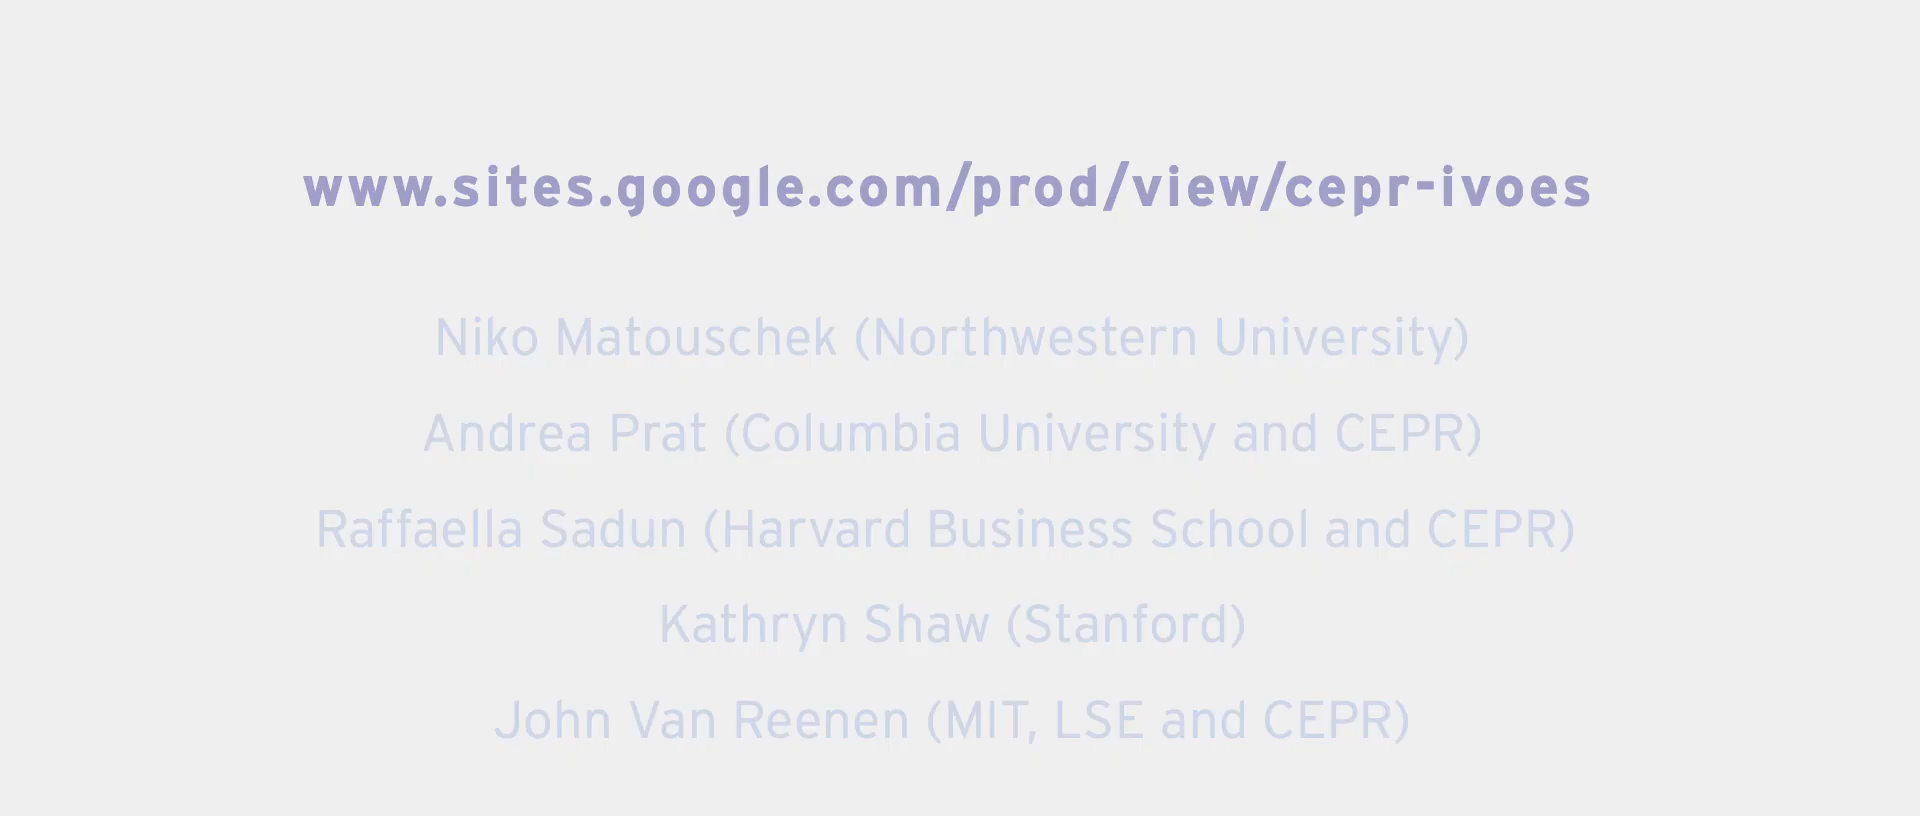 www.sites.google.com/prod/view/cepr-ivoes
Niko Matouschek (Northwestern University)
Andrea Prat (Columbia University and CEPR)
Raffaella Sadun (Harvard Business School and CEPR)
Kathryn Shaw (Stanford)
John Van Reenen (MIT, LSE and CEPR)